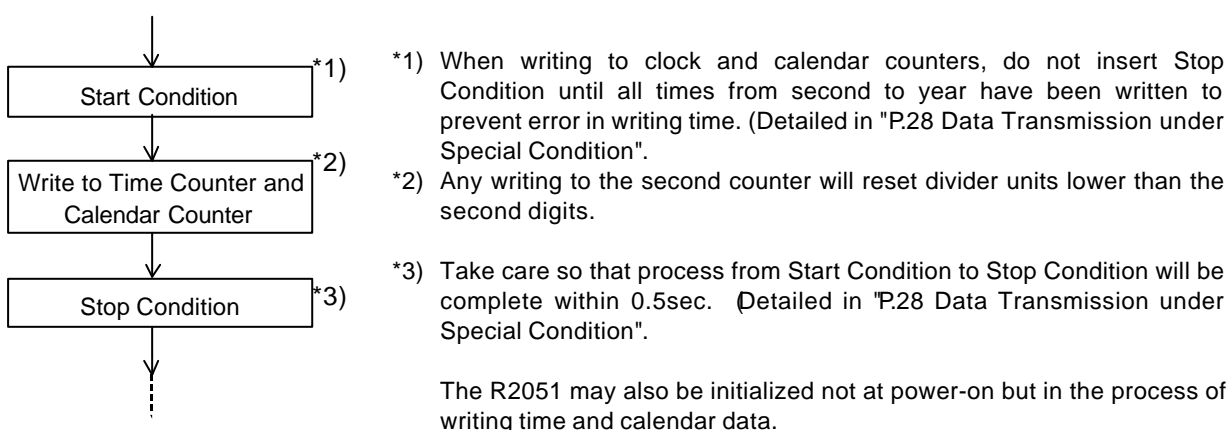 Start Condition
*1)
Write to Time Counter and
Calendar Counter
*2)
Stop Condition
*3)
*1) When writing to clock and calendar counters, do not insert Stop
Condition until all times from second to year have been written to
prevent error in writing time. (Detailed in "P.28 Data Transmission under
Special Condition".
*2) Any writing to the second counter will reset divider units lower than the
second digits.
*3) Take care so that process from Start Condition to Stop Condition will be
complete within 0.5sec. (Detailed in "P.28 Data Transmission under
Special Condition".
The R2051 may also be initialized not at power-on but in the process of
writing time and calendar data.